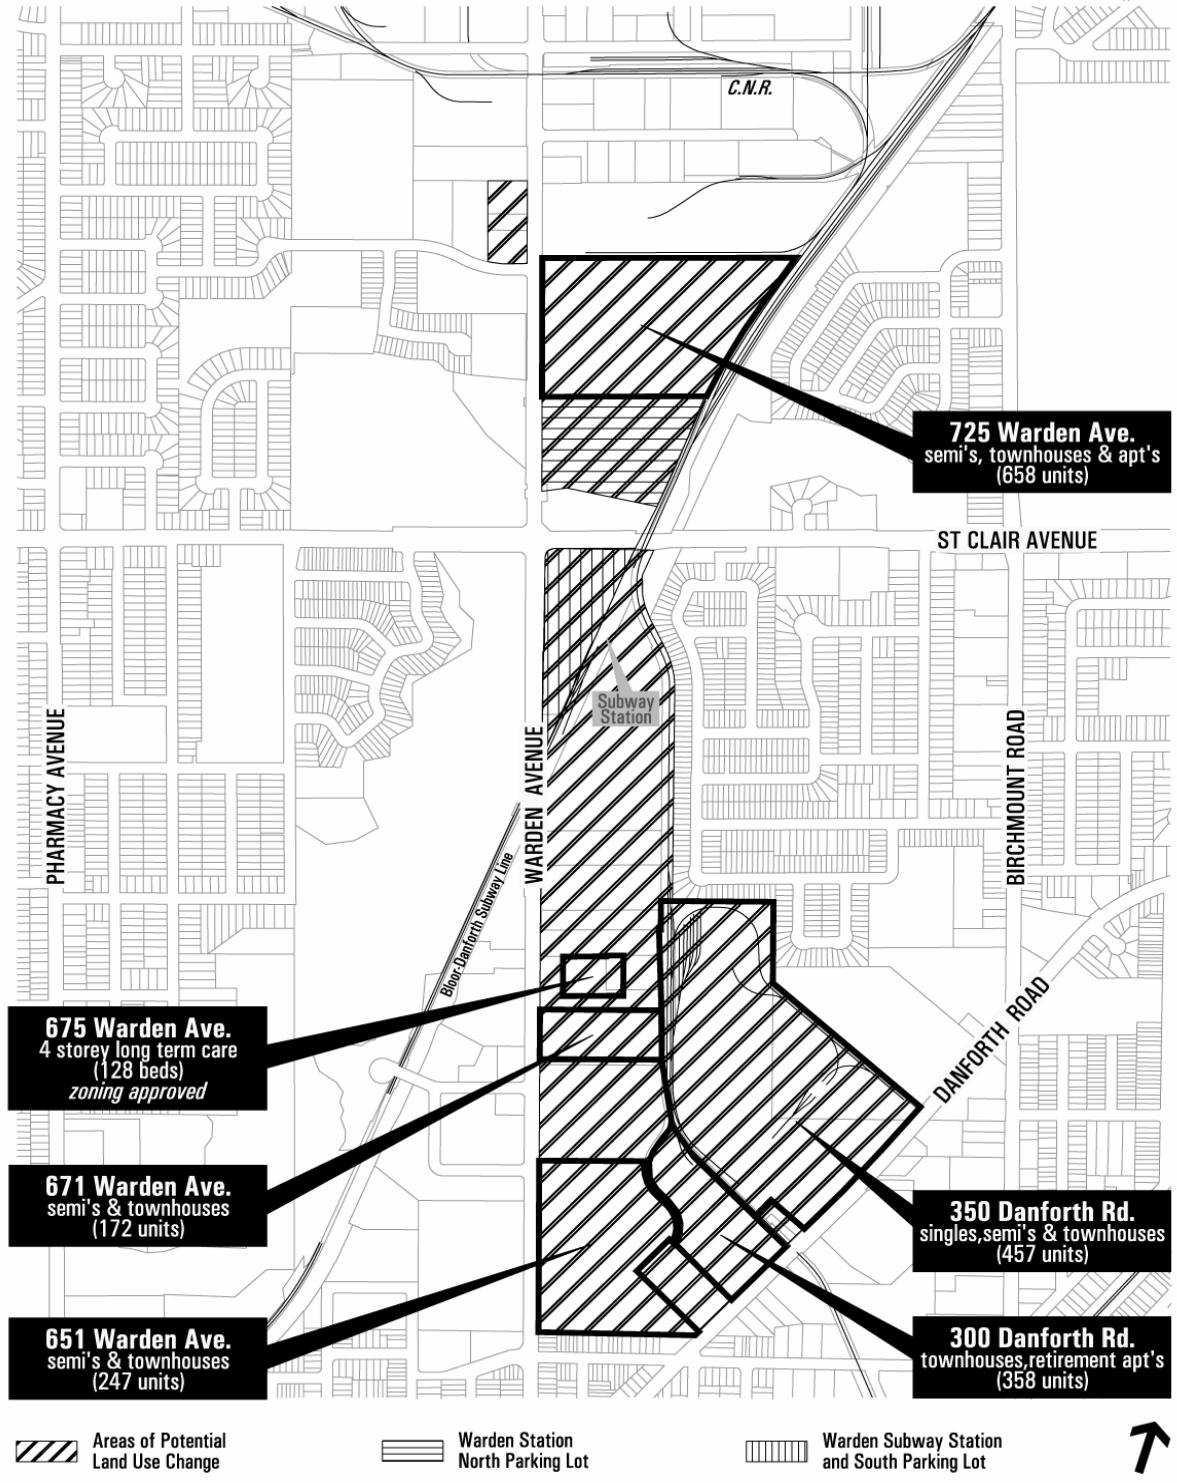 C.N.R.
725 Warden Ave.
semi's, townhouses & apt's
(658 units)
ST CLAIR AVENUE
Subway
Station
PHARMACY AVENUE
WARDEN AVENUE
BIRCHMOUNT ROAD
Bloor-Danforth Subway Line
DANFORTH ROAD
675 Warden Ave.
4 storey long term care
(128 beds)
zoning approved
671 Warden Ave.
semi's & townhouses
(172 units)
350 Danforth Rd.
singles,semi's & townhouses
(457 units)
651 Warden Ave.
semi's & townhouses
(247 units)
300 Danforth Rd.
townhouses,retirement apt's
(358 units)
Areas of Potential
Land Use Change
Warden Station
North Parking Lot
Warden Subway Station
and South Parking Lot